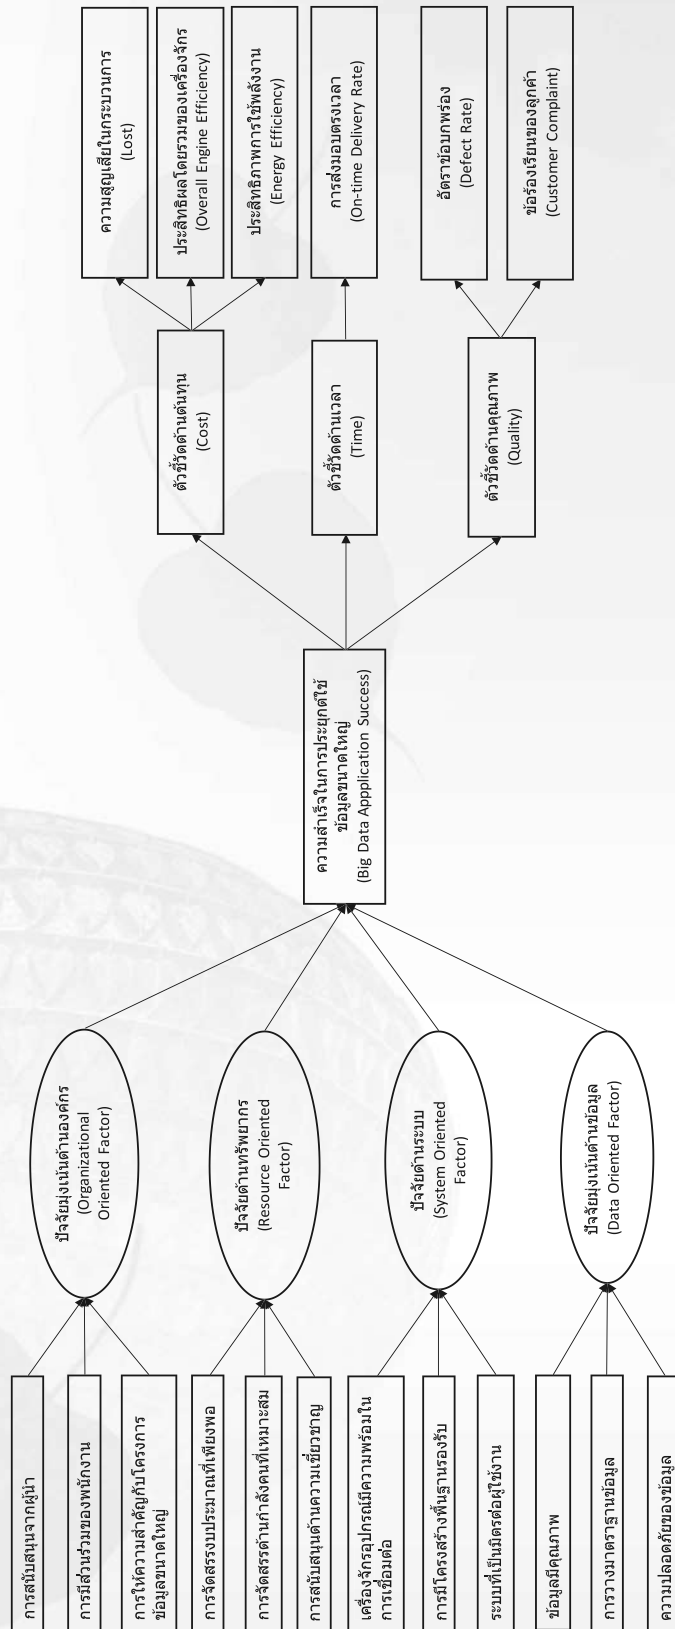 การสนับสนุนจากผู้นำ
การมีส่วนร่วมของพนักงาน
การให้ความสำคัญกับโครงการ
ข้อมูลขนาดใหญ่
การจัดสรรงบประมาณที่เพียงพอ
การจัดสรรด้านกำลังคนที่เหมาะสม
การสนับสนุนด้านความเชี่ยวชาญ
เครื่องจักรอุปกรณ์มีความพร้อมใน
การเชื่อมต่อ
การมีโครงสร้างพื้นฐานรองรับ
ระบบที่เป็นมิตรต่อผู้ใช้งาน
ข้อมูลมีคุณภาพ
การวางมาตราฐานข้อมูล
ความปลอดภัยของข้อมูล
ปัจจัยมุ่งเน้นด้านองค์กร
(Organizational
Oriented Factor)
ปัจจัยด้านทรัพยากร
(Resource Oriented
Factor)
ปัจจัยด้านระบบ
(System Oriented
Factor)
ปัจจัยมุ่งเน้นด้านข้อมูล
(Data Oriented Factor)
ความสำเร็จในการประยุกต์ใช้
ข้อมูลขนาดใหญ่
(Big Data Appplication Success)
ตัวชี้วัดด้านต้นทุน
(Cost)
ตัวชี้วัดด้านเวลา
(Time)
ตัวชี้วัดด้านคุณภาพ
(Quality)
ความสูญเสียในกระบวนการ
(Lost)
ประสิทธิผลโดยรวมของเครื่องจักร
(Overall Engine Efficiency)
ประสิทธิภาพการใช้พลังงาน
(Energy Efficiency)
การส่งมอบตรงเวลา
(On-time Delivery Rate)
อัตราข้อบกพร่อง
(Defect Rate)
ข้อร้องเรียนของลูกค้า
(Customer Complaint)